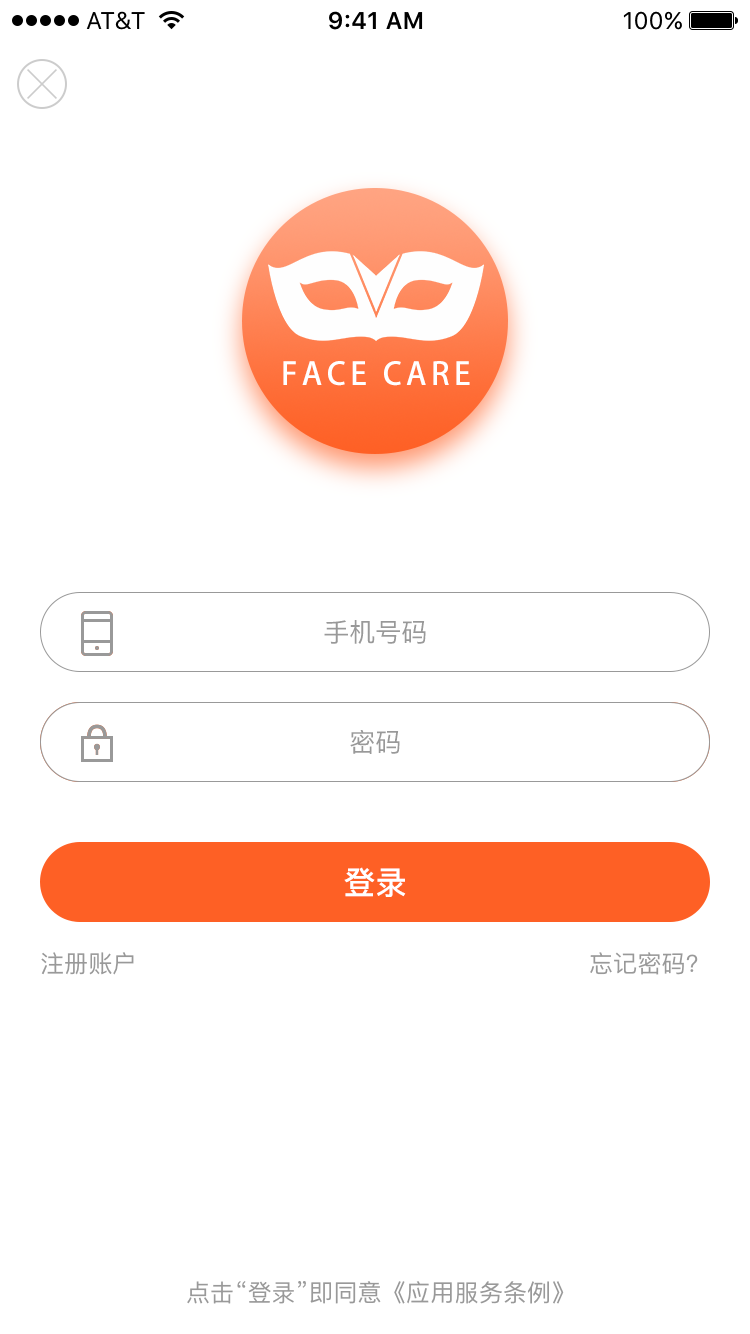 AT&T 9:41 AM 100%
FACE CARE
手机号码
密码
登录
注册账户 忘记密码?
点击“登录”即同意《应用服务条例》